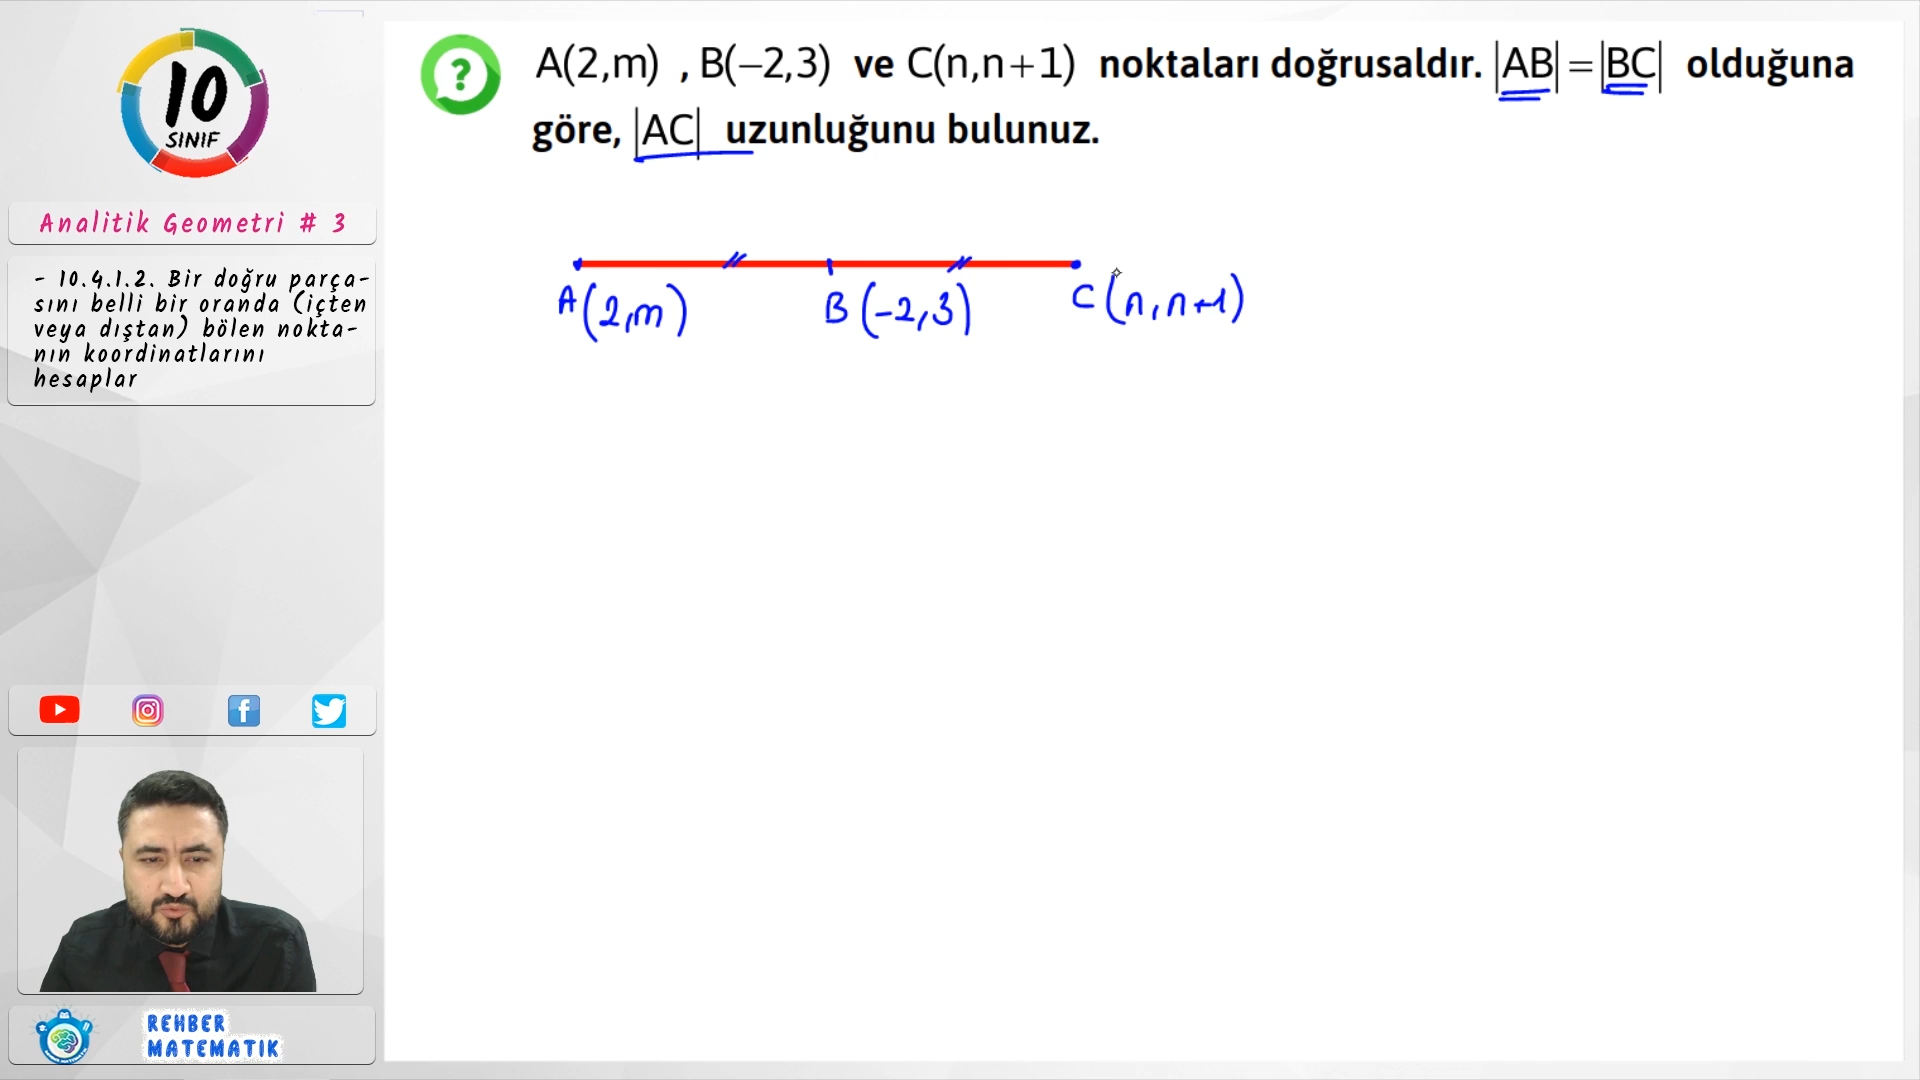 10
SINIF
Analitik Geometri # 3
- 10.4.1.2. Bir doğru parça-
sını belli bir oranda (içten
veya dıştan) bölen nokta-
nın koordinatlarını
hesaplar
A(2,m) , B(−2,3) ve C(n,n+1) noktaları doğrusaldır. |AB|=|BC| olduğuna
göre, |AC| uzunluğunu bulunuz.
A(2,m) B(-2,3) C(n,n+1)
REHBER
MATEMATİK